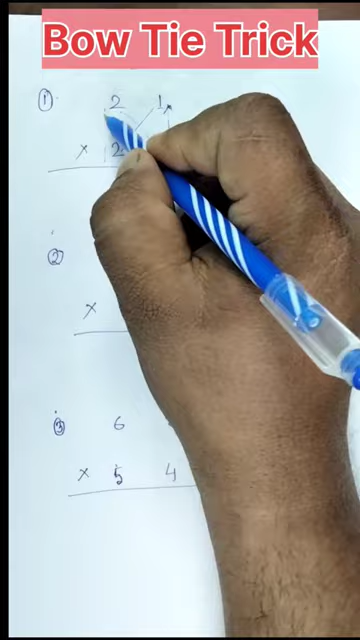 Bow Tie Trick
① 2 1
× 2
②
×
③ 6
× 5 4